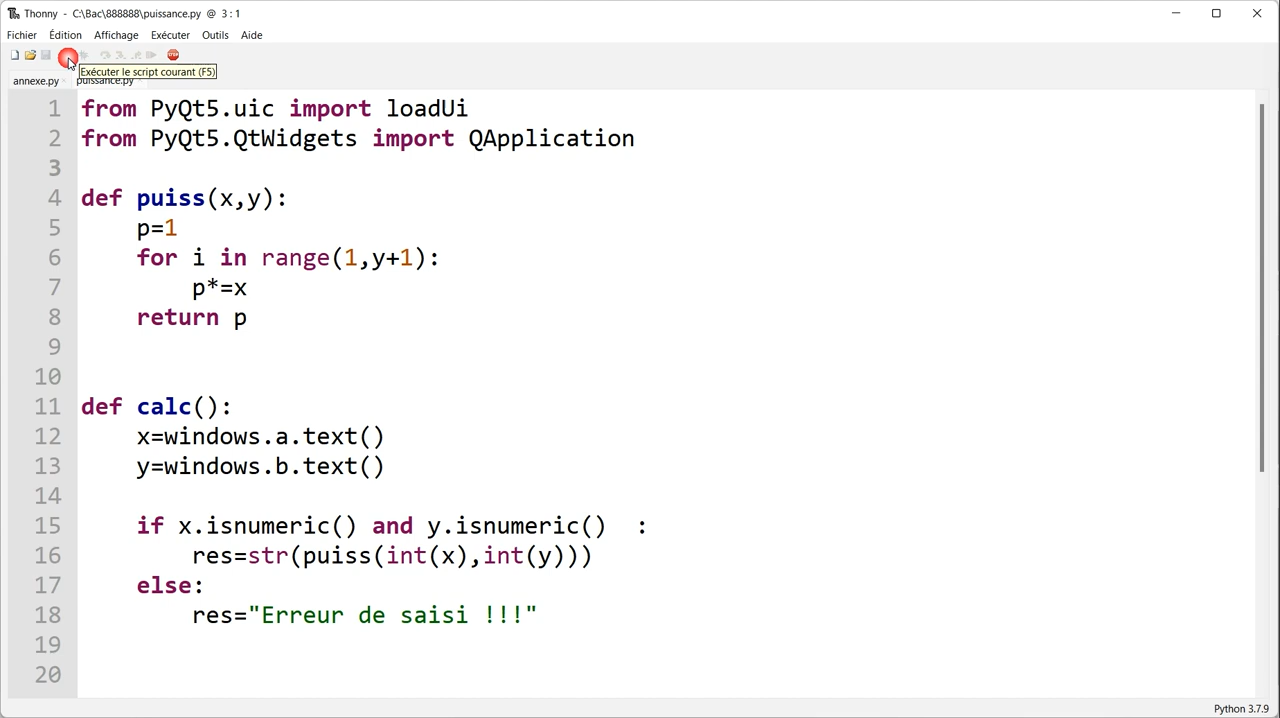 Thonny - C:\Bac\888888\puissance.py @ 3 : 1
Fichier Édition Affichage Exécuter Outils Aide
Exécuter le script courant (F5)
annexe.py puissance.py
1 from PyQt5.uic import loadUi
2 from PyQt5.QtWidgets import QApplication
3
4 def puiss(x,y):
5 p=1
6 for i in range(1,y+1):
7 p*=x
8 return p
9
10
11 def calc():
12 x=windows.a.text()
13 y=windows.b.text()
14
15 if x.isnumeric() and y.isnumeric() :
16 res=str(puiss(int(x),int(y)))
17 else:
18 res="Erreur de saisi !!!"
19
20
Python 3.7.9